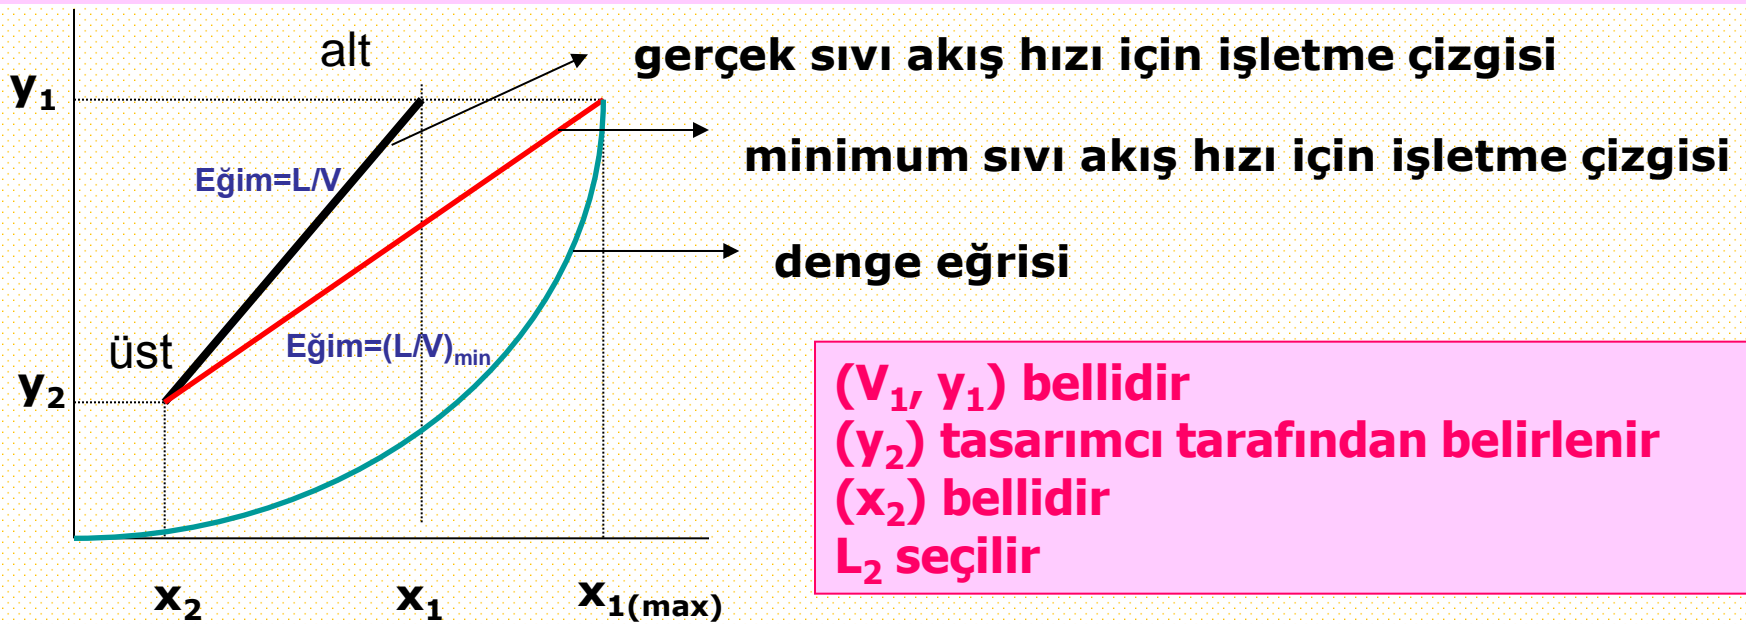 alt
gerçek sıvı akış hızı için işletme çizgisi
y₁
minimum sıvı akış hızı için işletme çizgisi
Eğim=L/V
denge eğrisi
üst
Eğim=(L/V)min
y₂
(V₁, y₁) bellidir
(y₂) tasarımcı tarafından belirlenir
(x₂) bellidir
L₂ seçilir
x₂
x₁
x₁(max)